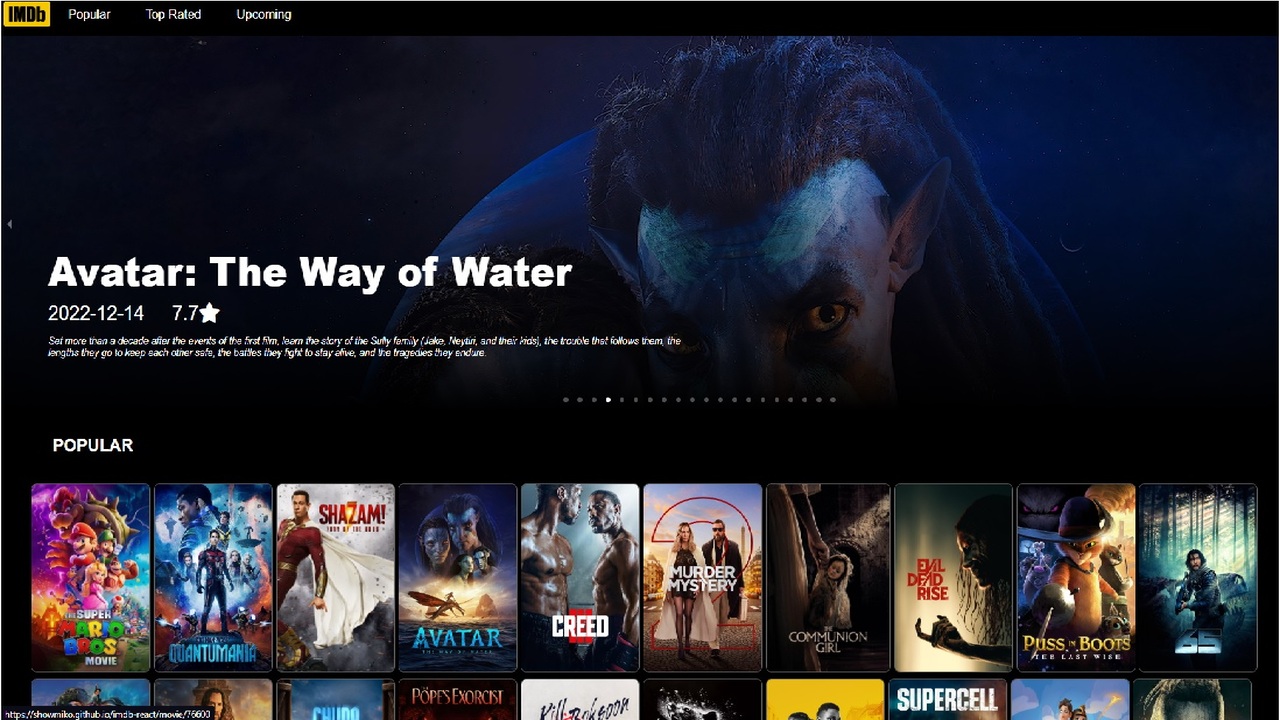 IMDb Popular Top Rated Upcoming
Avatar: The Way of Water
2022-12-14 7.7
Set more than a decade after the events of the first film, learn the story of the Sully family (Jake, Neytiri, and their kids), the trouble that follows them, the
lengths they go to keep each other safe, the battles they fight to stay alive, and the tragedies they endure.
POPULAR
THE SUPER
MARIO
BROS
MOVIE
QUANTUMANIA
SHAZAM!
FURY OF THE GODS
AVATAR
THE WAY OF WATER
CREED
III
2
MURDER
MYSTERY
THE
COMMUNION
GIRL
EVIL
DEAD
RISE
PUSS IN BOOTS
THE LAST WISH
65
CHUPA
THE POPE'S EXORCIST
Kill Boksoon
SUPERCELL
https://showmiko.github.io/imdb-react/movie/76600